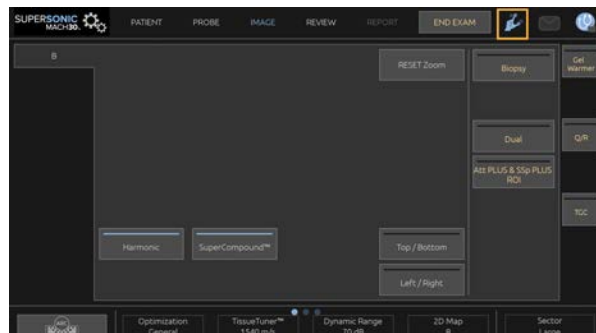 SUPERSONIC
MACH30.
PATIENT
PROBE
IMAGE
REVIEW
REPORT
END EXAM
B
RESET Zoom
Biopsy
Gel
Warmer
Dual
Q/R
Att PLUS & SSp PLUS
ROI
TGC
Harmonic
SuperCompound™
Top / Bottom
Left / Right
Optimization
General
TissueTuner™
1540 m/s
Dynamic Range
70 dB
2D Map
8
Sector
Large